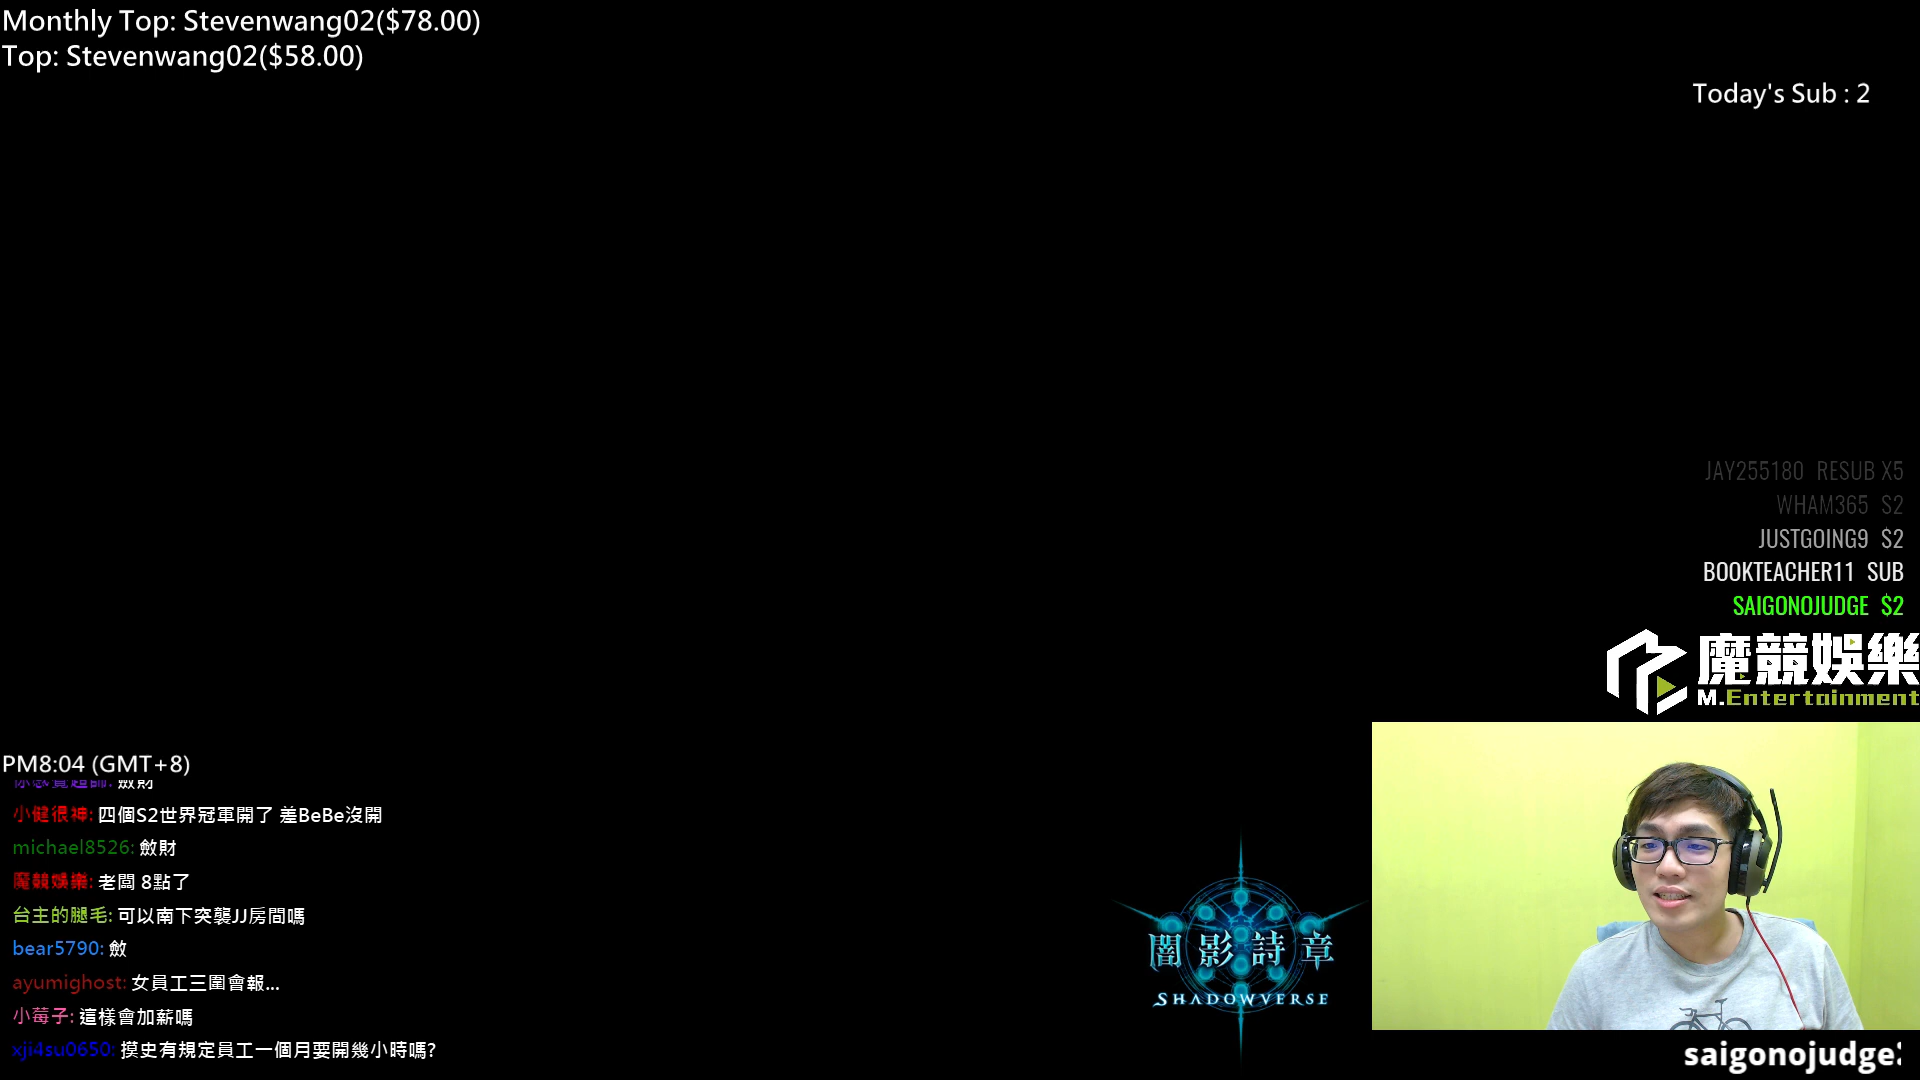 Monthly Top: Stevenwang02($78.00)
Top: Stevenwang02($58.00)
Today's Sub : 2
JAY255180 RESUB X5
WHAM365 $2
JUSTGOING9 $2
BOOKTEACHER11 SUB
SAIGONOJUDGE $2
魔競娛樂
M.Entertainment
PM8:04 (GMT+8)
斂財
小健很神: 四個S2世界冠軍開了 差BeBe沒開
michael8526: 斂財
魔競娛樂: 老闆 8點了
台主的腿毛: 可以南下突襲JJ房間嗎
bear5790: 斂
ayumighost: 女員工三圍會報...
小莓子: 這樣會加薪嗎
xji4su0650: 摸史有規定員工一個月要開幾小時嗎?
闇影詩章
SHADOWVERSE
saigonojudge